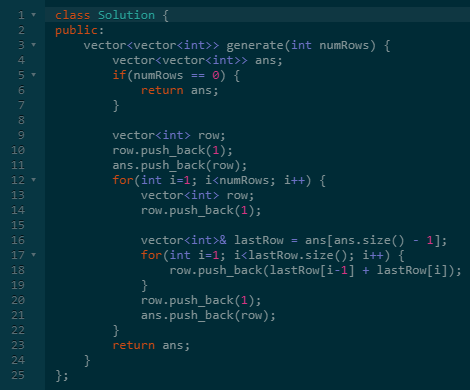 1 class Solution {
2 public:
3     vector<vector<int>> generate(int numRows) {
4         vector<vector<int>> ans;
5         if(numRows == 0) {
6             return ans;
7         }
8
9         vector<int> row;
10         row.push_back(1);
11         ans.push_back(row);
12         for(int i=1; i<numRows; i++) {
13             vector<int> row;
14             row.push_back(1);
15
16             vector<int>& lastRow = ans[ans.size() - 1];
17             for(int i=1; i<lastRow.size(); i++) {
18                 row.push_back(lastRow[i-1] + lastRow[i]);
19             }
20             row.push_back(1);
21             ans.push_back(row);
22         }
23         return ans;
24     }
25 };